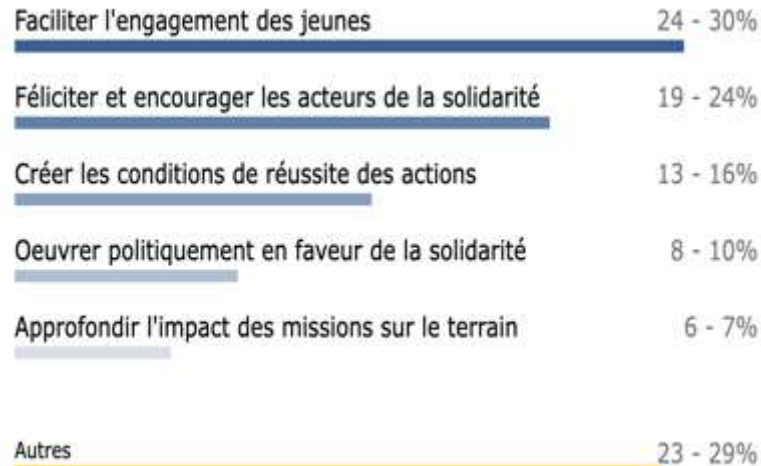 Faciliter l'engagement des jeunes 24 - 30%
Féliciter et encourager les acteurs de la solidarité 19 - 24%
Créer les conditions de réussite des actions 13 - 16%
Oeuvrer politiquement en faveur de la solidarité 8 - 10%
Approfondir l'impact des missions sur le terrain 6 - 7%
Autres 23 - 29%